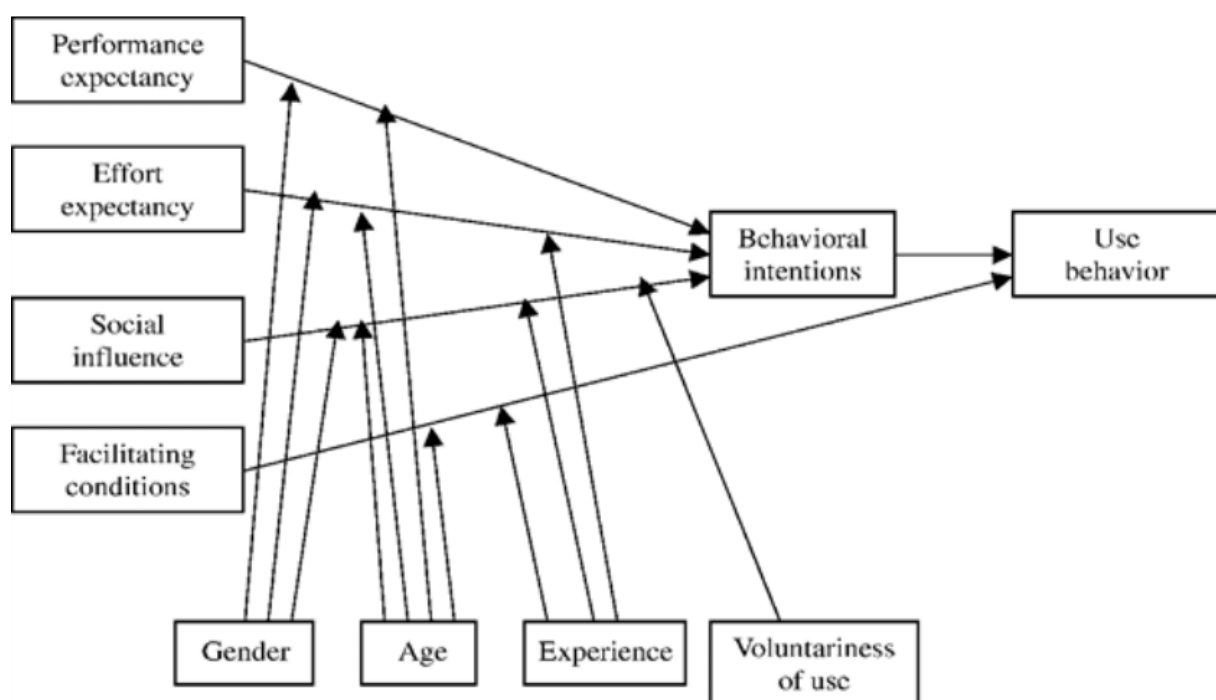 Performance
expectancy
Effort
expectancy
Social
influence
Facilitating
conditions
Behavioral
intentions
Use
behavior
Gender
Age
Experience
Voluntariness
of use